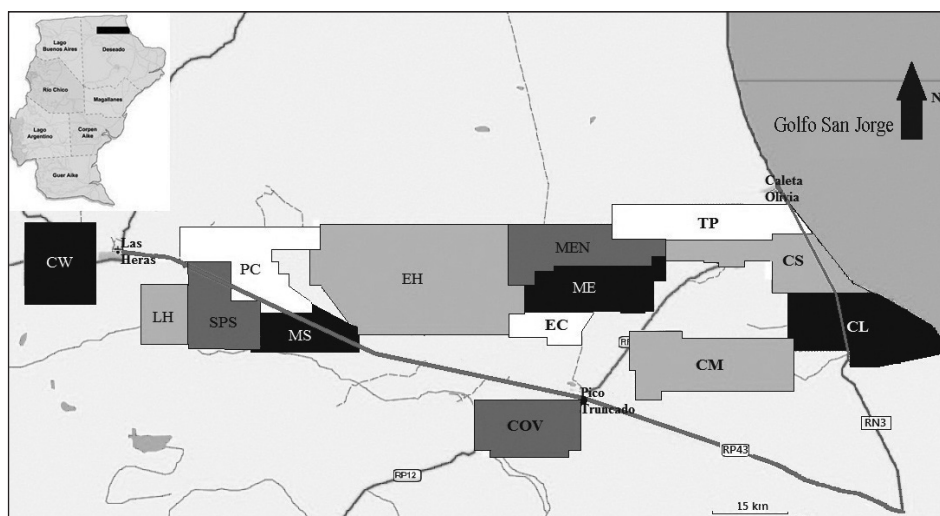 Lago
Buenos Aires
Deseado
Río Chico
Magallanes
Lago
Argentino
Corpen
Aike
Guer Aike
N
Golfo San Jorge
Caleta
Olivia
TP
Las
Heras
CW
PC
EH
MEN
CS
ME
LH
SPS
MS
EC
CL
CM
Pico
Truncado
COV
RN3
RP43
RP12
15 km